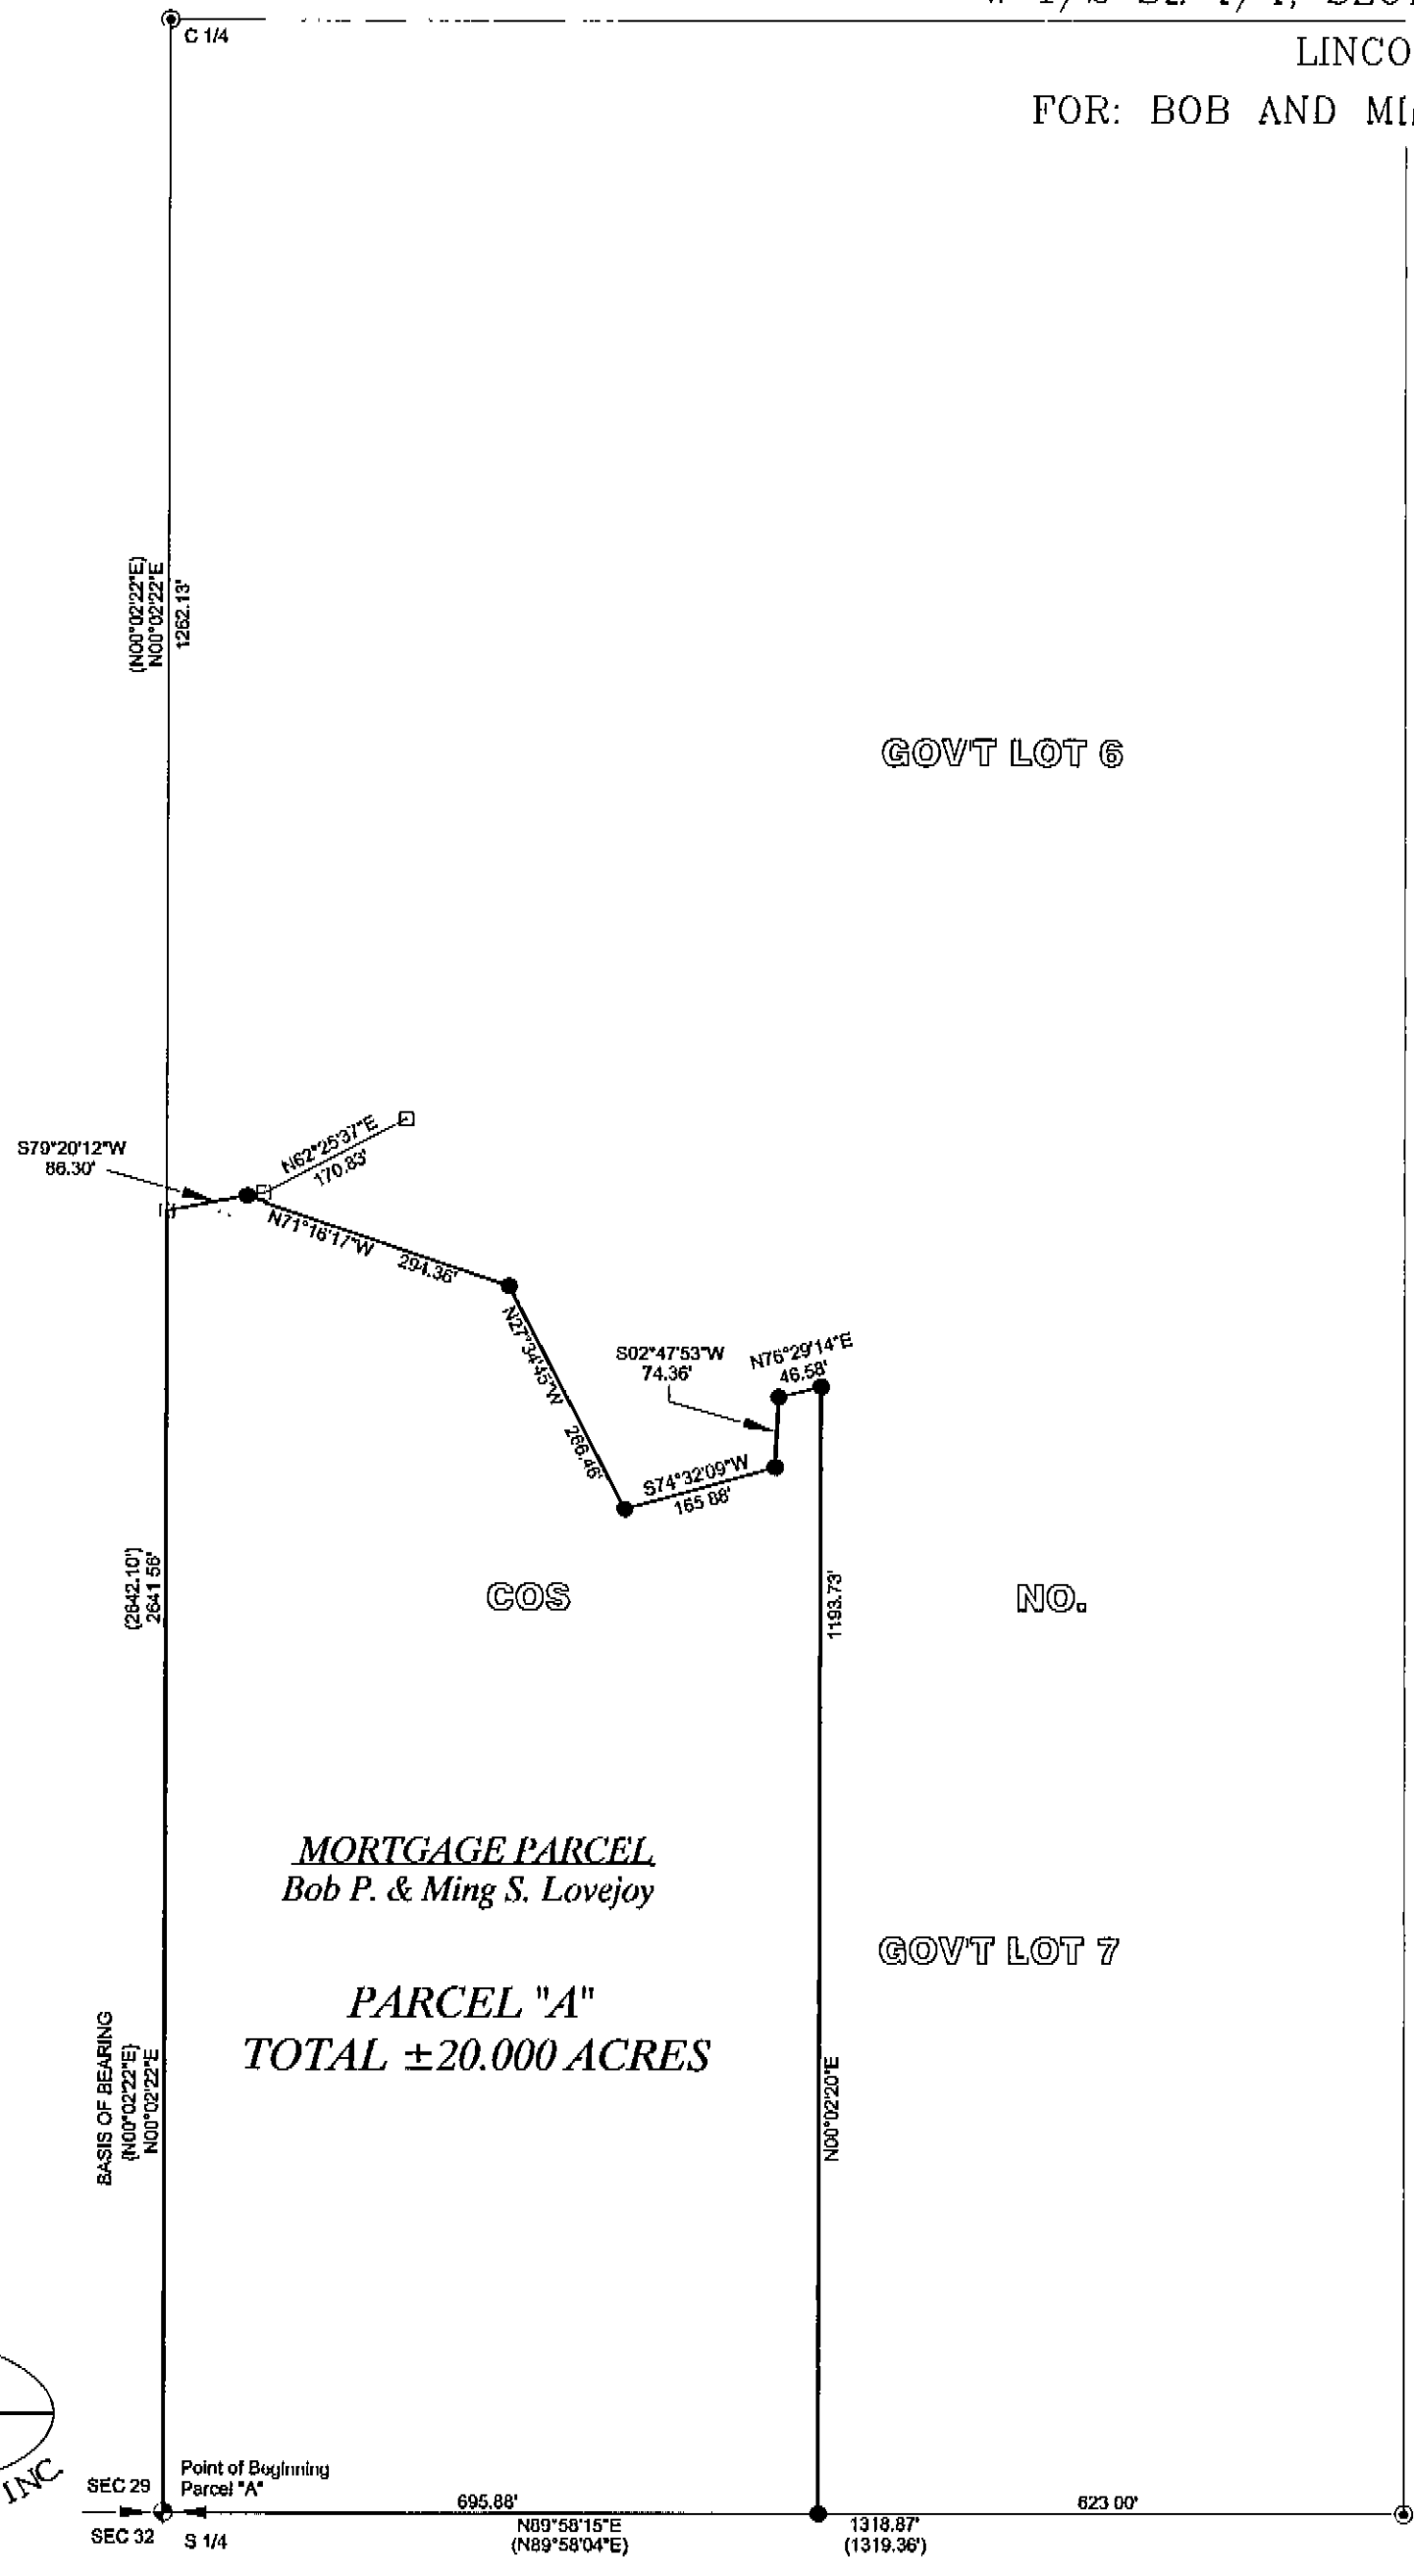 LINCO
FOR: BOB AND MI
C 1/4
(N00°02'22"E)
N00°02'22"E
1262.13'
GOV'T LOT 6
S79°20'12"W
86.30'
N62°25'37"E
170.83'
N71°16'17"W 294.36'
N27°34'45"W 266.46'
S02°47'53"W
74.36'
N76°29'14"E
46.58'
S74°32'09"W
165 88'
(2642.10')
2641 56'
COS NO.
1193.73'
MORTGAGE PARCEL
Bob P. & Ming S. Lovejoy
GOV'T LOT 7
PARCEL "A"
TOTAL ±20.000 ACRES
BASIS OF BEARING
(N00°02'22"E)
N00°02'22"E
N00°02'20"E
INC.
Point of Beginning
Parcel "A"
SEC 29
SEC 32
S 1/4
695.88'
N89°58'15"E
(N89°58'04"E)
1318.87'
(1319.36')
623 00'